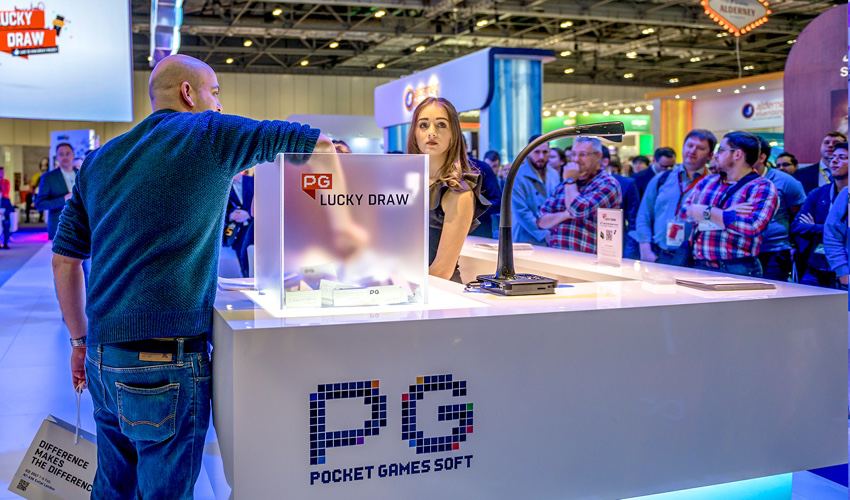 LUCKY
DRAW
ALDERNEY
PG
LUCKY DRAW
PG
PG
POCKET GAMES SOFT
DIFFERENCE
MAKES
THE DIFFERENCE